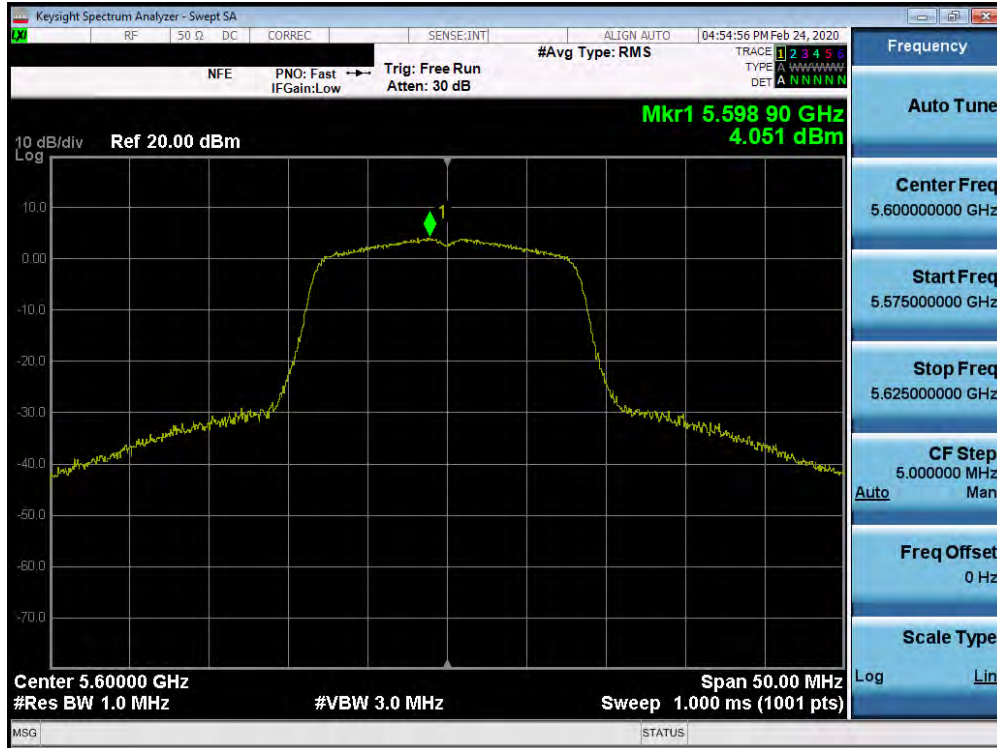 Keysight Spectrum Analyzer - Swept SA
LXI RF 50 Ω DC CORREC SENSE:INT ALIGN AUTO 04:54:56 PM Feb 24, 2020
#Avg Type: RMS TRACE 1 2 3 4 5 6
NFE PNO: Fast Trig: Free Run TYPE A WWWWW
IFGain:Low Atten: 30 dB DET A N N N N N
Mkr1 5.598 90 GHz
10 dB/div Ref 20.00 dBm 4.051 dBm
Log
1
10.0
0.00
-10.0
-20.0
-30.0
-40.0
-50.0
-60.0
-70.0
Center 5.60000 GHz Span 50.00 MHz
#Res BW 1.0 MHz #VBW 3.0 MHz Sweep 1.000 ms (1001 pts)
MSG STATUS
Frequency
Auto Tune
Center Freq
5.600000000 GHz
Start Freq
5.575000000 GHz
Stop Freq
5.625000000 GHz
CF Step
5.000000 MHz
Auto Man
Freq Offset
0 Hz
Scale Type
Log Lin